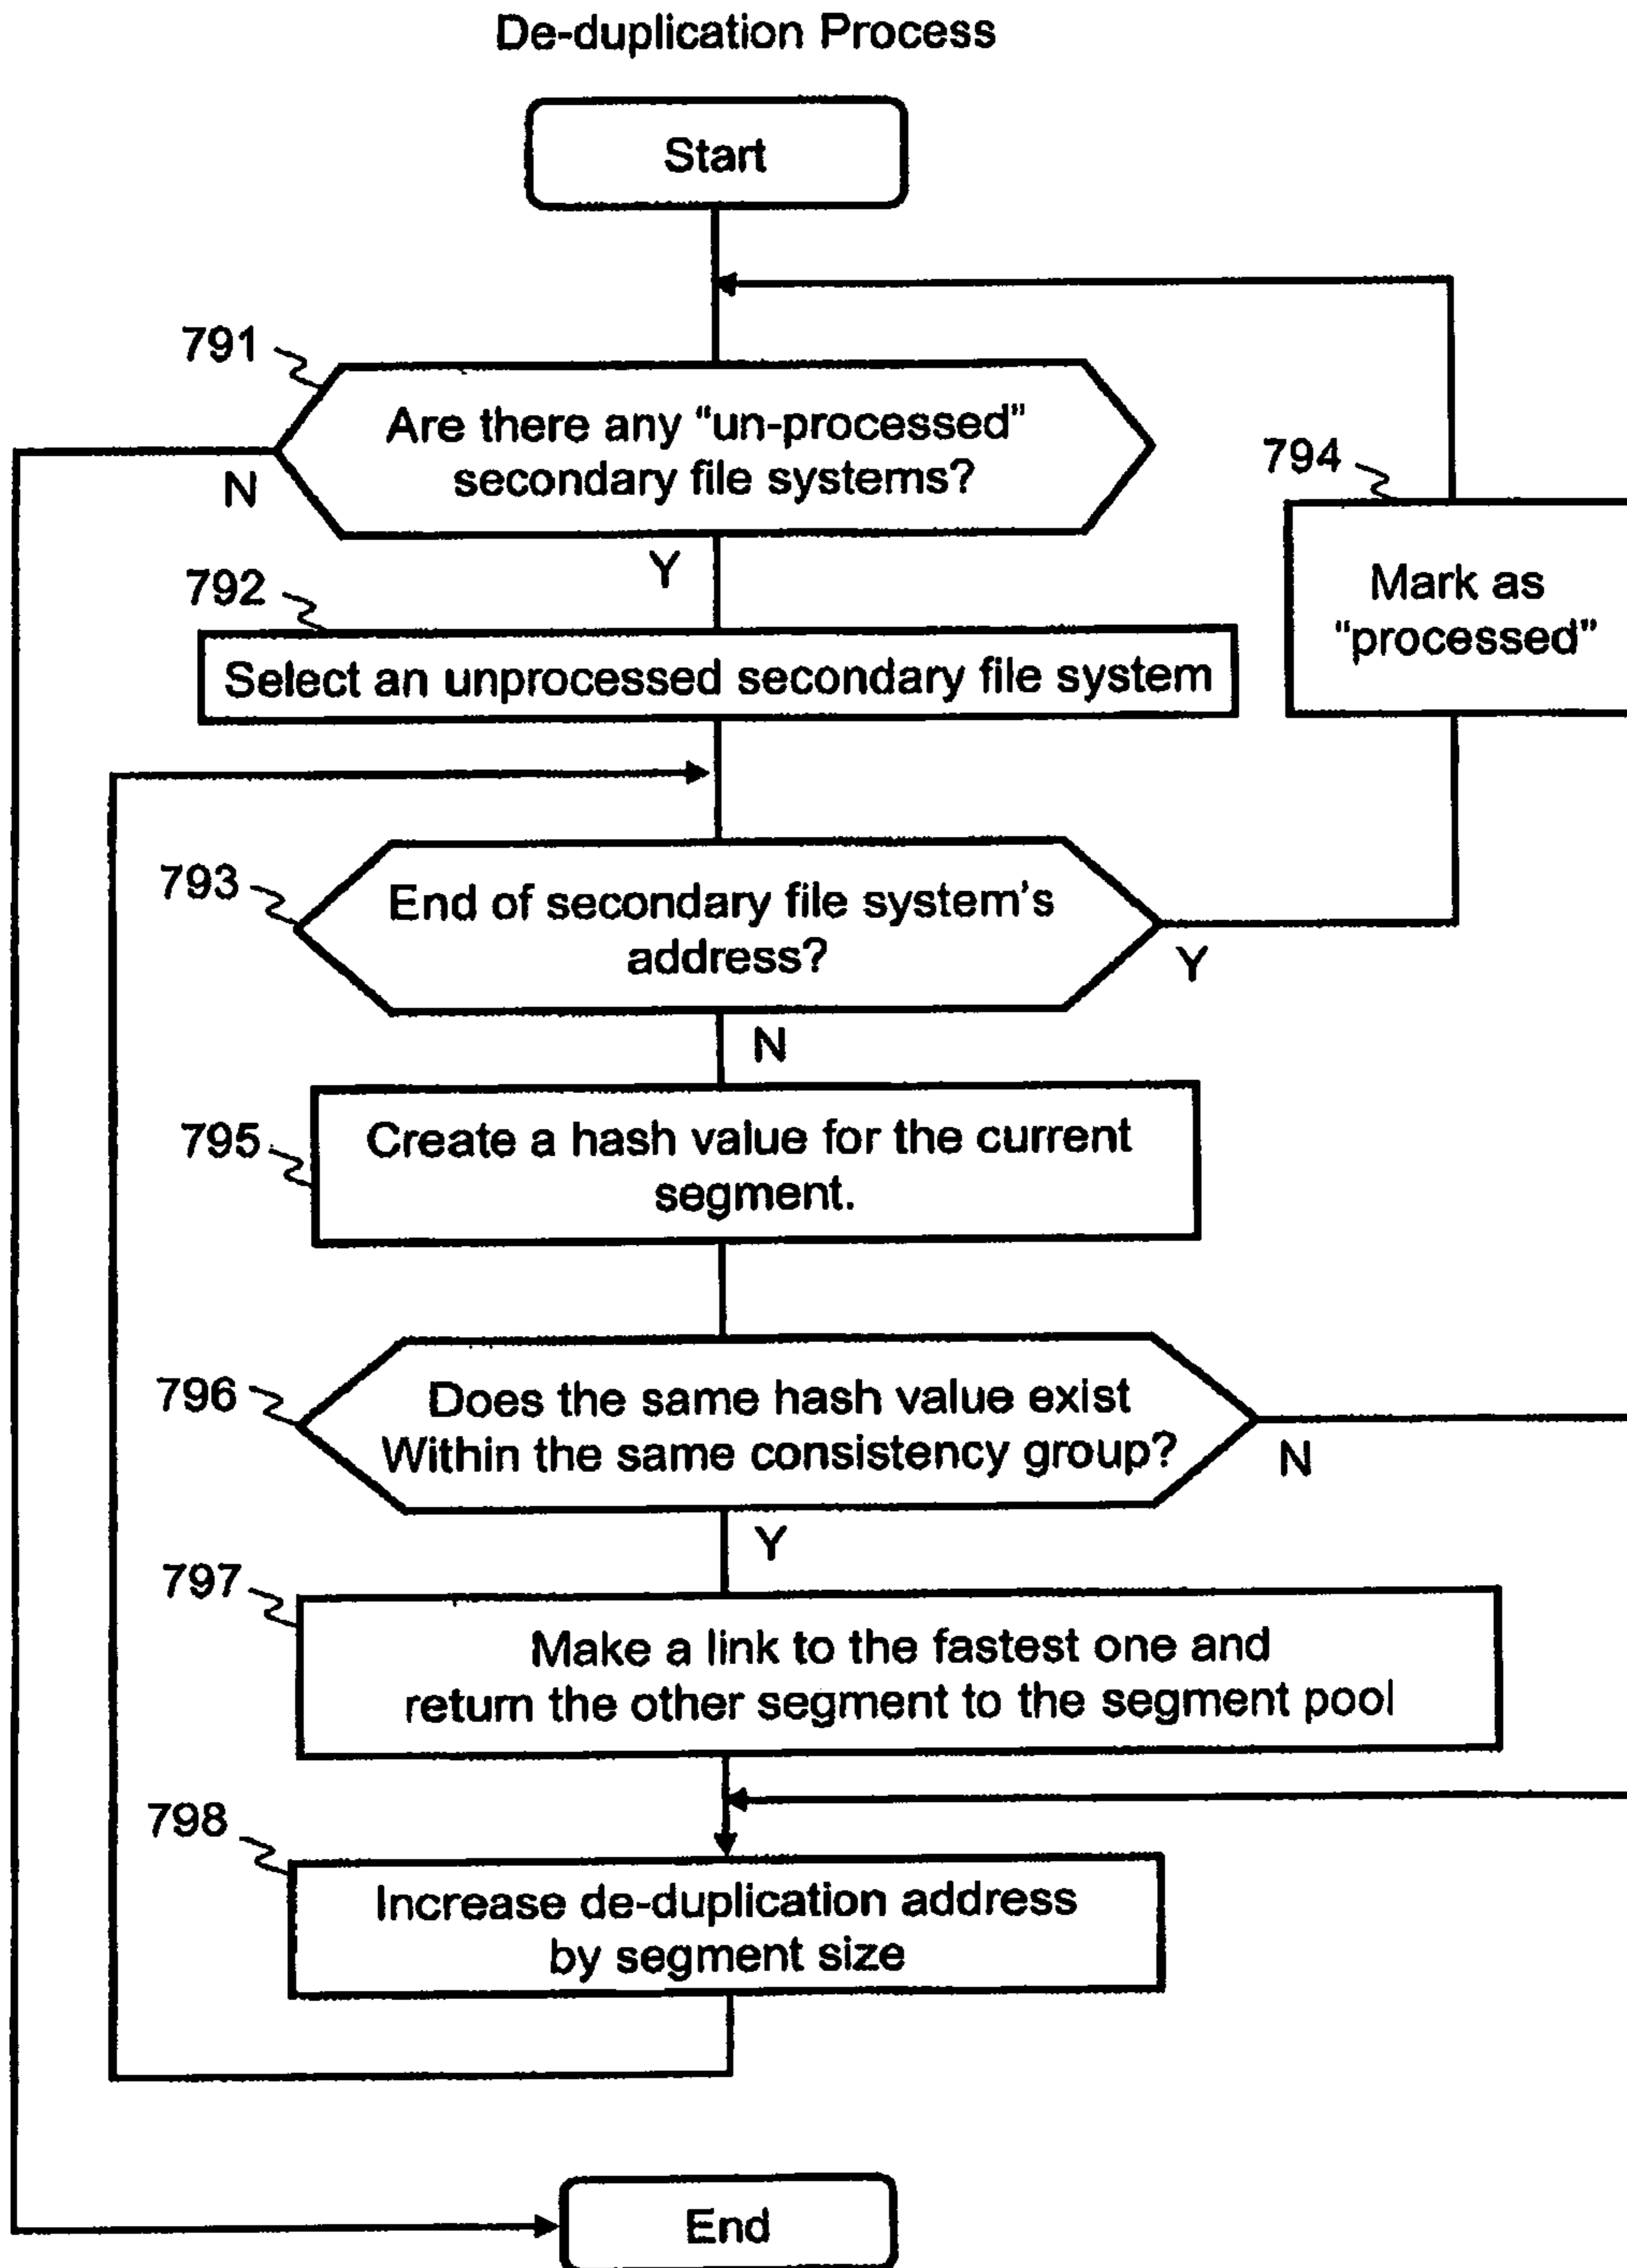 De-duplication Process
Start
791
Are there any “un-processed”
secondary file systems?
N
Y
794
Mark as
“processed”
792
Select an unprocessed secondary file system
793
End of secondary file system’s
address?
Y
N
795
Create a hash value for the current
segment.
796
Does the same hash value exist
Within the same consistency group?
N
Y
797
Make a link to the fastest one and
return the other segment to the segment pool
798
Increase de-duplication address
by segment size
End